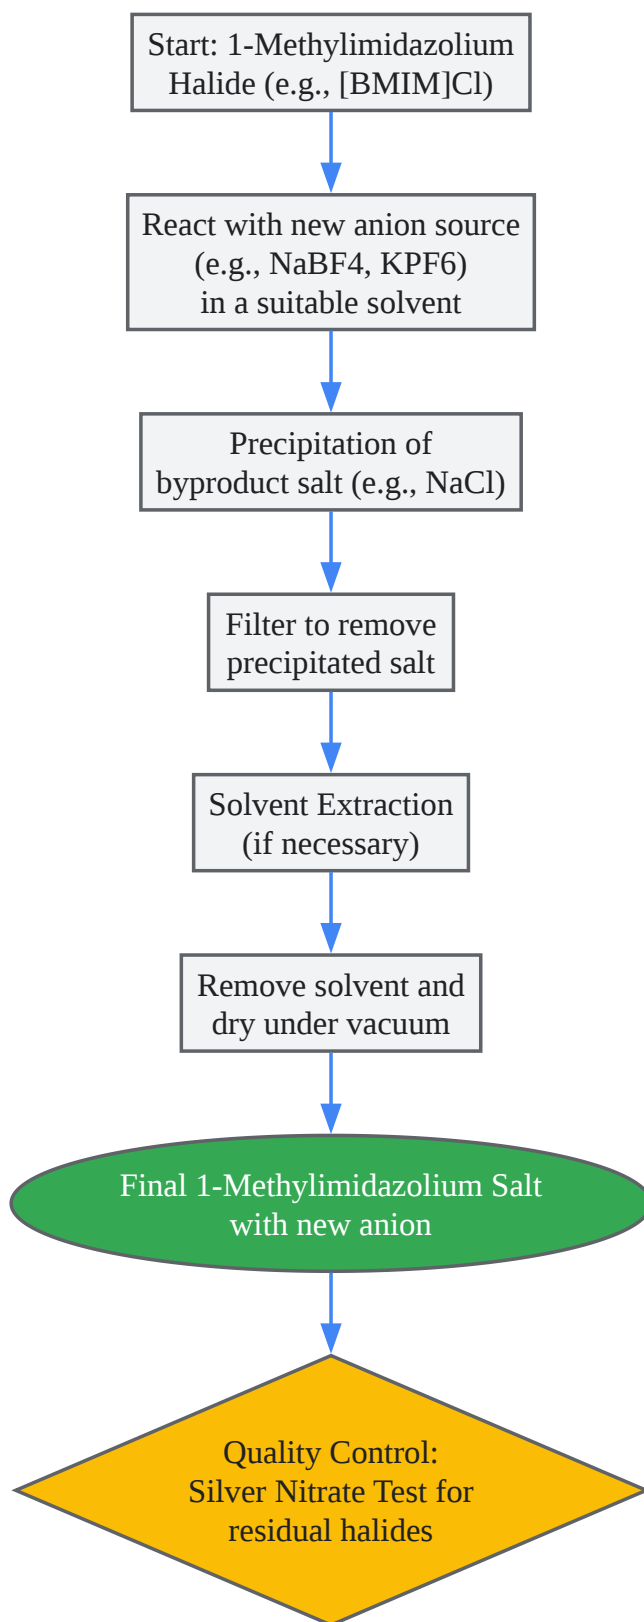 Start: 1-Methylimidazolium
Halide (e.g., [BMIM]Cl)
React with new anion source
(e.g., NaBF4, KPF6)
in a suitable solvent
Precipitation of
byproduct salt (e.g., NaCl)
Filter to remove
precipitated salt
Solvent Extraction
(if necessary)
Remove solvent and
dry under vacuum
Final 1-Methylimidazolium Salt
with new anion
Quality Control:
Silver Nitrate Test for
residual halides